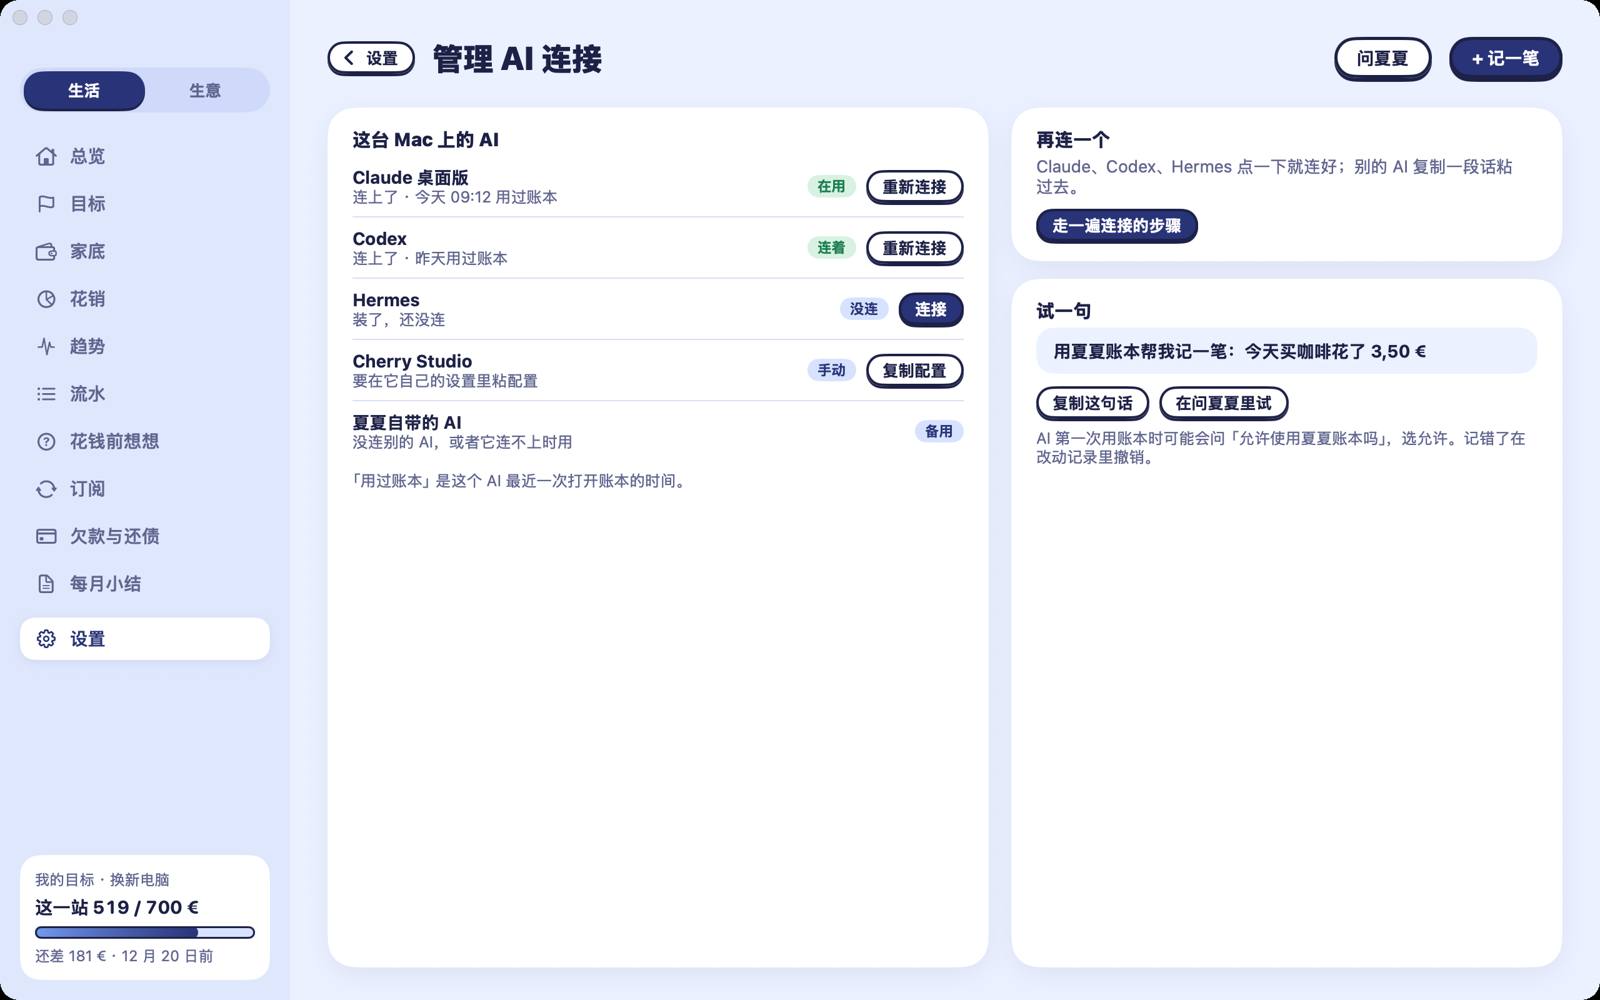 生活
生意
总览
目标
家底
花销
趋势
流水
花钱前想想
订阅
欠款与还债
每月小结
设置
我的目标 · 换新电脑
这一站 519 / 700 €
还差 181 € · 12 月 20 日前
设置
管理 AI 连接
问夏夏
+ 记一笔
这台 Mac 上的 AI
Claude 桌面版
连上了 · 今天 09:12 用过账本
在用
重新连接
Codex
连上了 · 昨天用过账本
连着
重新连接
Hermes
装了，还没连
没连
连接
Cherry Studio
要在它自己的设置里粘配置
手动
复制配置
夏夏自带的 AI
没连别的 AI，或者它连不上时用
备用
「用过账本」是这个 AI 最近一次打开账本的时间。
再连一个
Claude、Codex、Hermes 点一下就连好；别的 AI 复制一段话粘
过去。
走一遍连接的步骤
试一句
用夏夏账本帮我记一笔：今天买咖啡花了 3,50 €
复制这句话
在问夏夏里试
AI 第一次用账本时可能会问「允许使用夏夏账本吗」，选允许。记错了在
改动记录里撤销。